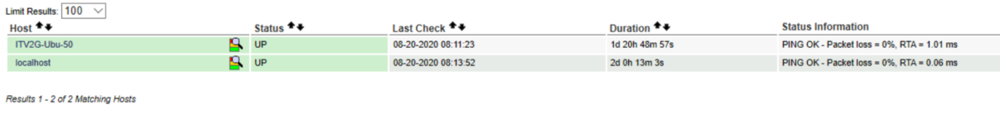 Limit Results: 100
Host Status Last Check Duration Status Information
ITV2G-Ubu-50 UP 08-20-2020 08:11:23 1d 20h 48m 57s PING OK - Packet loss = 0%, RTA = 1.01 ms
localhost UP 08-20-2020 08:13:52 2d 0h 13m 3s PING OK - Packet loss = 0%, RTA = 0.06 ms
Results 1 - 2 of 2 Matching Hosts